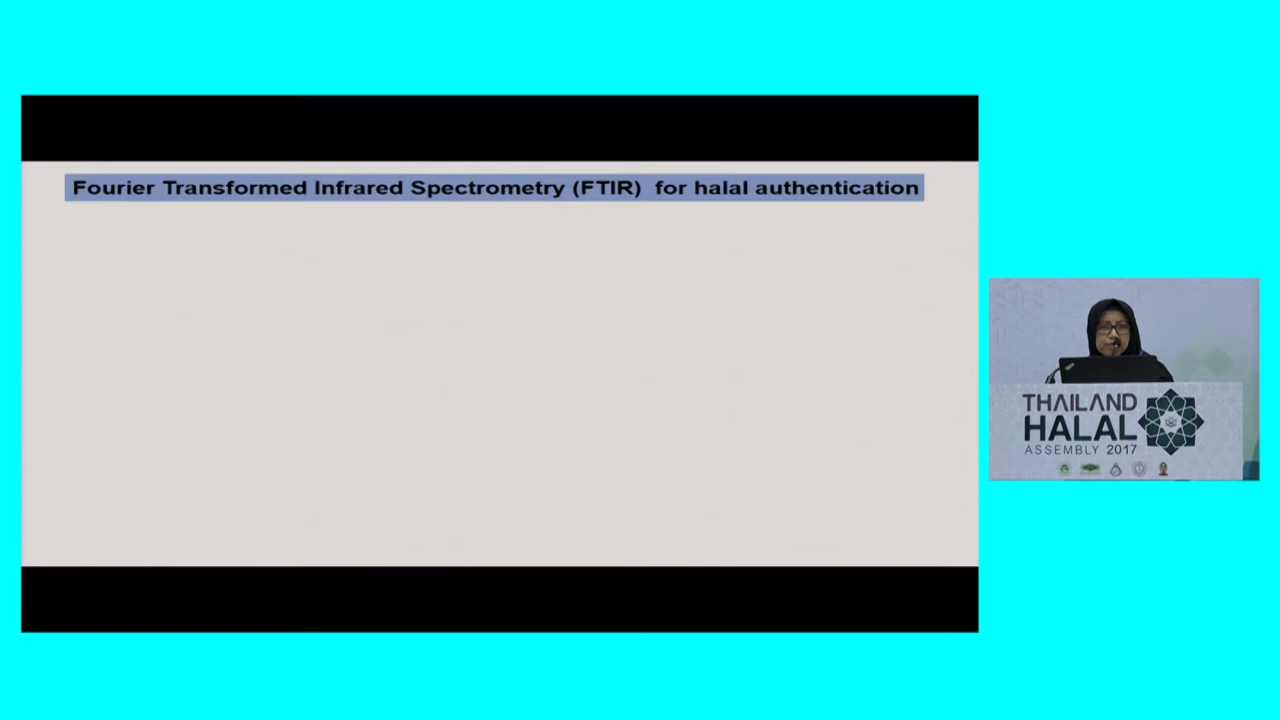 Fourier Transformed Infrared Spectrometry (FTIR) for halal authentication
THAILAND
HALAL
ASSEMBLY 2017